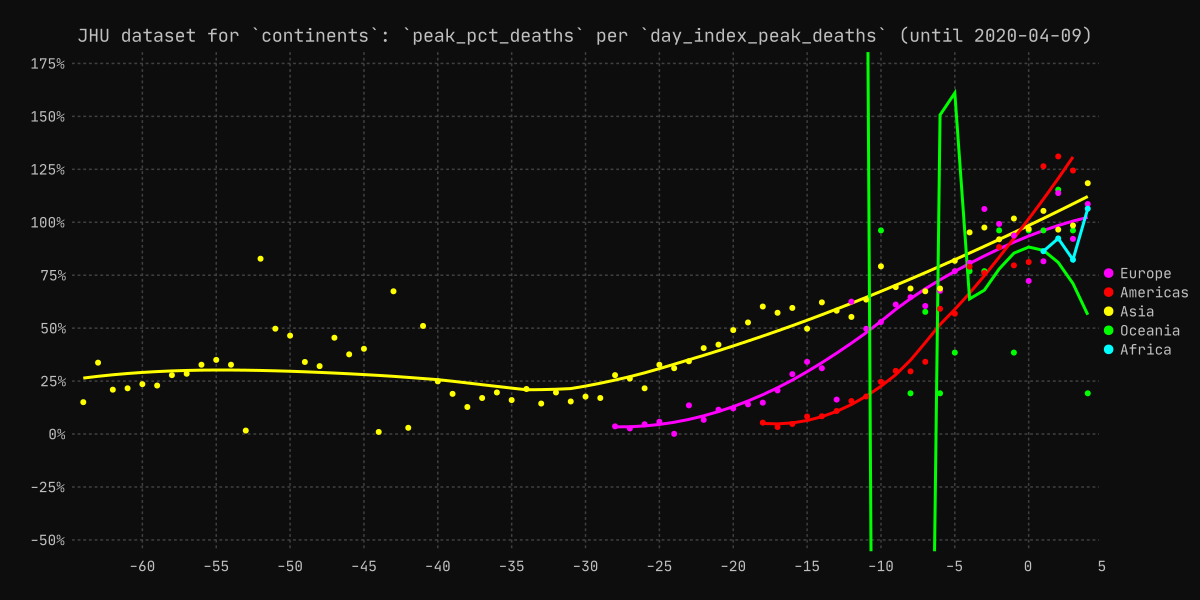 JHU dataset for `continents`: `peak_pct_deaths` per `day_index_peak_deaths` (until 2020-04-09)
175%
150%
125%
100%
75%
50%
25%
0%
-25%
-50%
-60 -55 -50 -45 -40 -35 -30 -25 -20 -15 -10 -5 0 5
Europe
Americas
Asia
Oceania
Africa